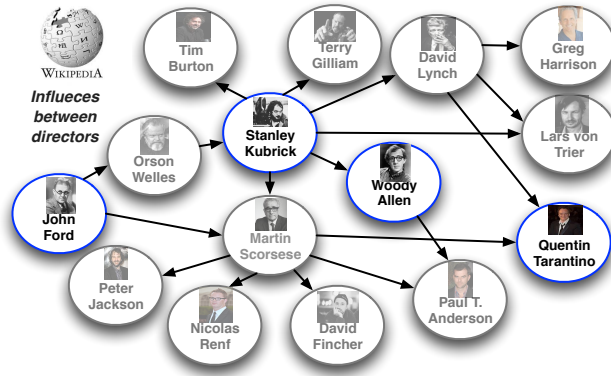 WIKIPEDIA
Influeces
between
directors
Tim
Burton
Terry
Gilliam
David
Lynch
Greg
Harrison
Orson
Welles
Stanley
Kubrick
Lars von
Trier
John
Ford
Woody
Allen
Martin
Scorsese
Quentin
Tarantino
Peter
Jackson
Nicolas
Renf
David
Fincher
Paul T.
Anderson